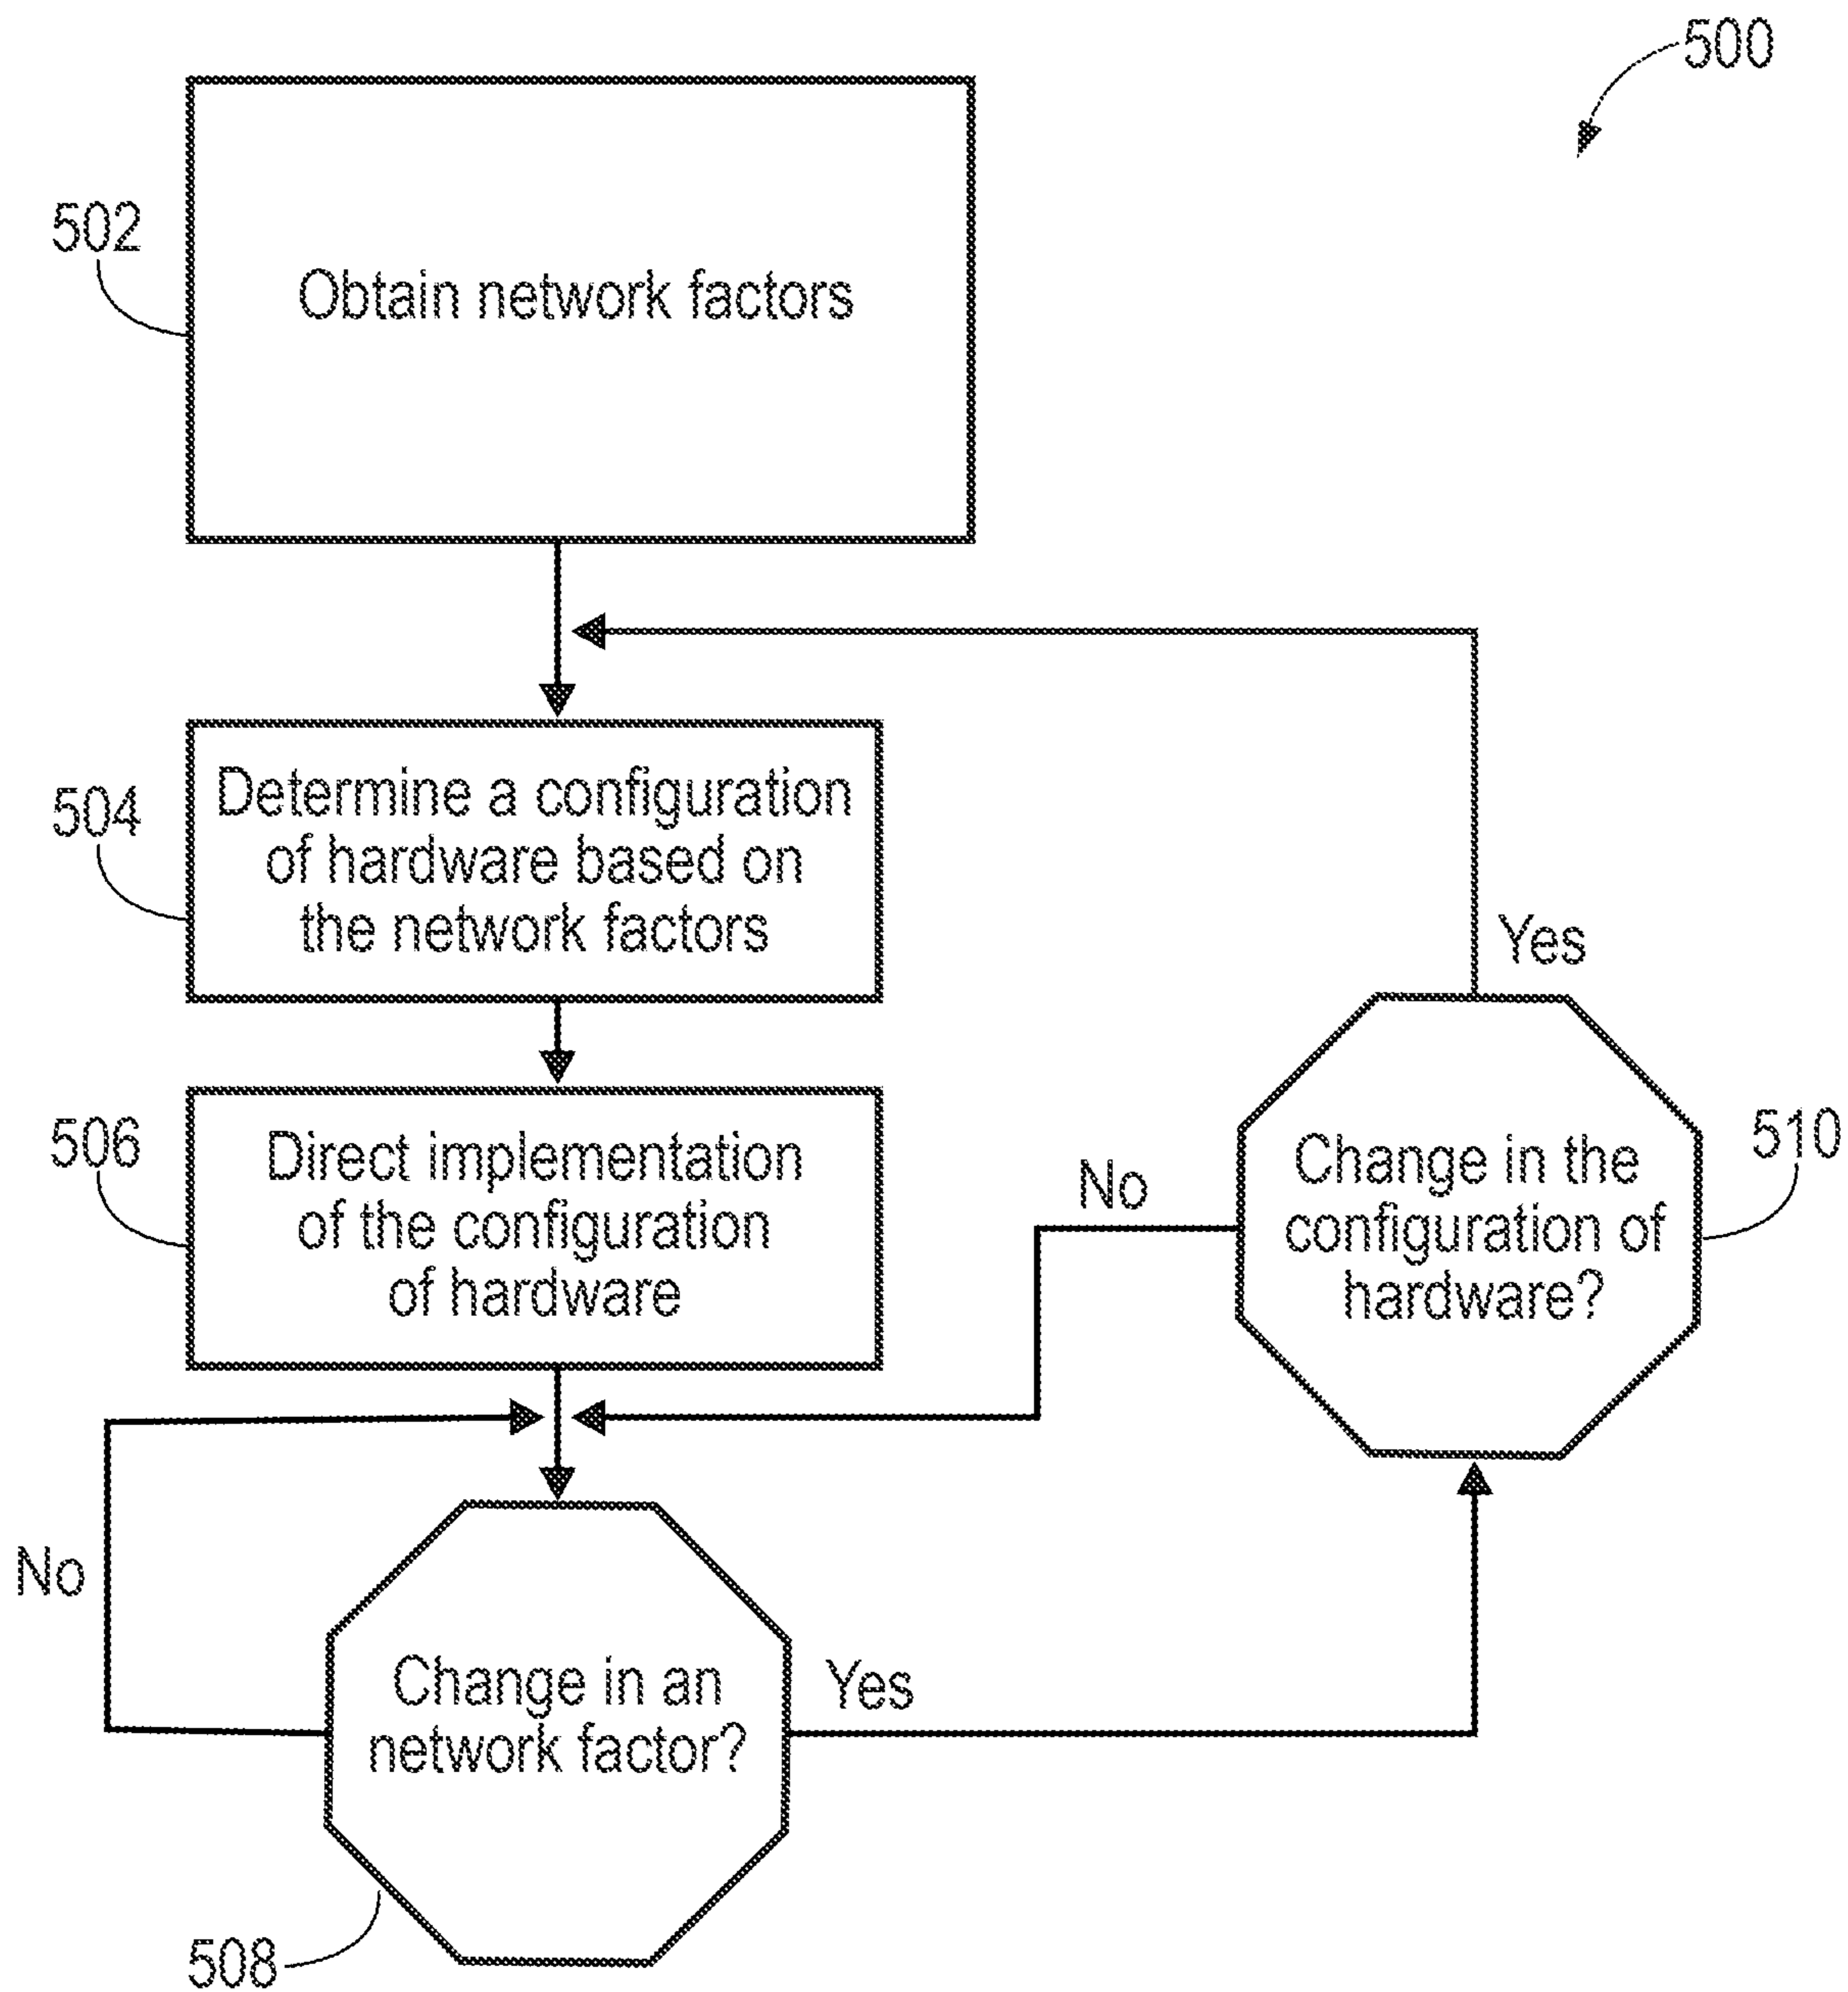 500
502
Obtain network factors
504
Determine a configuration
of hardware based on
the network factors
Yes
506
Direct implementation
of the configuration
of hardware
No
Change in the
configuration of
hardware?
510
No
Change in an
network factor?
Yes
508